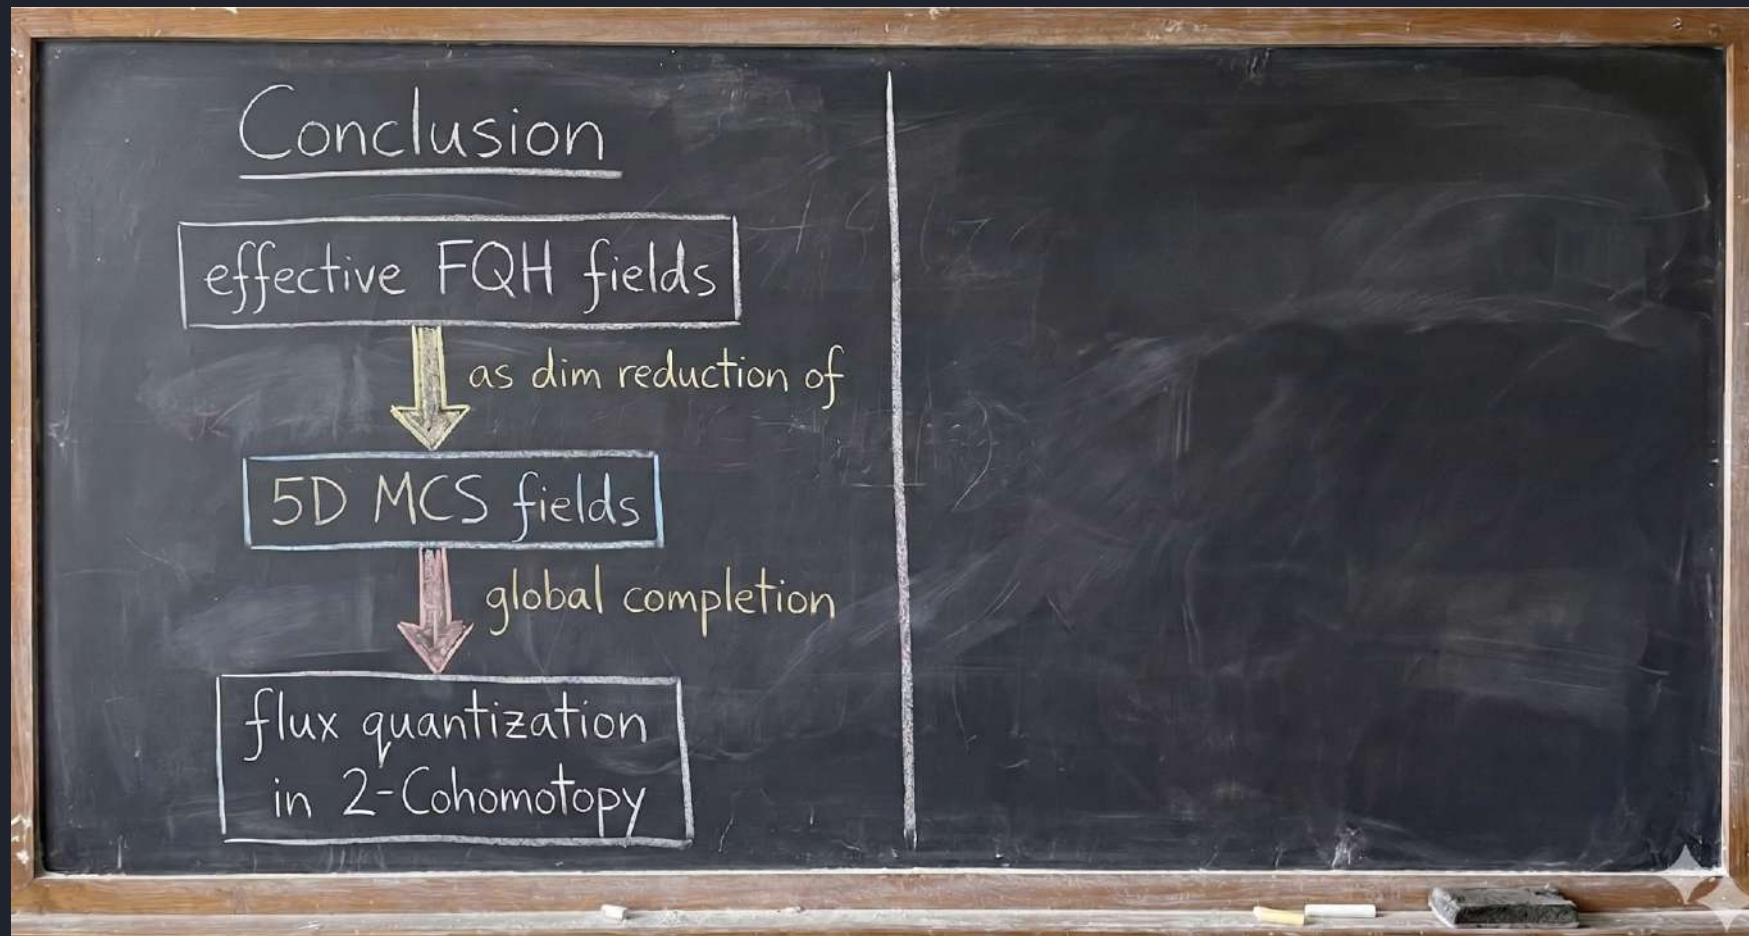 Conclusion
effective FQH fields
as dim reduction of
5D MCS fields
global completion
flux quantization
in 2-Cohomotopy